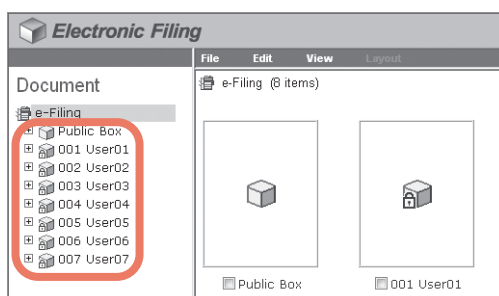 Electronic Filing
File Edit View Layout
Document
e-Filing (8 items)
e-Filing
Public Box
001 User01
002 User02
003 User03
004 User04
005 User05
006 User06
007 User07
Public Box
001 User01